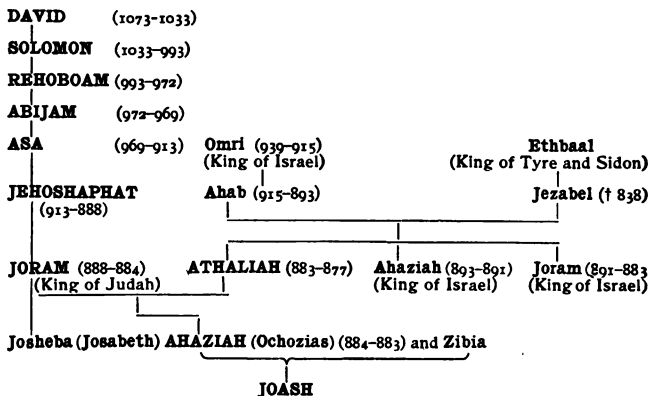 DAVID (1073-1033)
SOLOMON (1033-993)
REHOBOAM (993-972)
ABIJAM (972-969)
ASA (969-913) Omri (939-915) Ethbaal
(King of Israel) (King of Tyre and Sidon)
JEHOSHAPHAT Ahab (915-893) Jezabel († 838)
(913-888)
JORAM (888-884) ATHALIAH (883-877) Ahaziah (893-891) Joram (891-883
(King of Judah) (King of Israel) (King of Israel)
Josheba (Josabeth) AHAZIAH (Ochozias) (884-883) and Zibia
JOASH